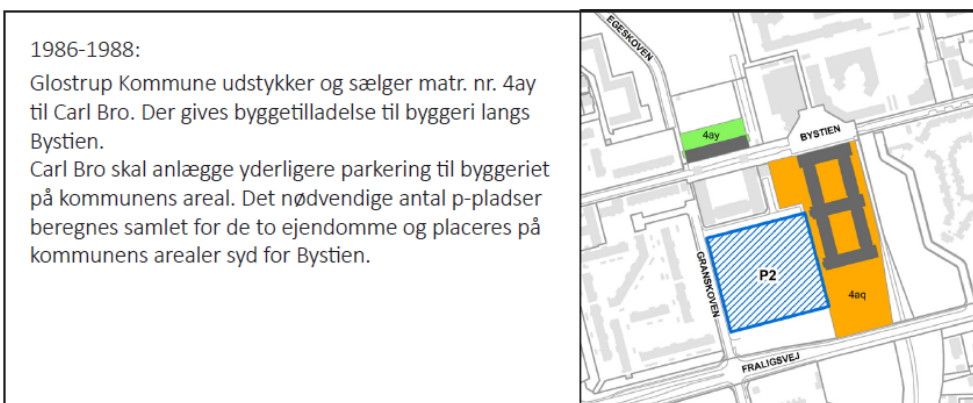 1986-1988:
Glostrup Kommune udstykker og sælger matr. nr. 4ay
til Carl Bro. Der gives byggetilladelse til byggeri langs
Bystien.
Carl Bro skal anlægge yderligere parkering til byggeriet
på kommunens areal. Det nødvendige antal p-pladser
beregnes samlet for de to ejendomme og placeres på
kommunens arealer syd for Bystien.
EGESKOVEN
4ay
BYSTIEN
GRANSKOVEN
P2
4aq
FRALIGSVEJ